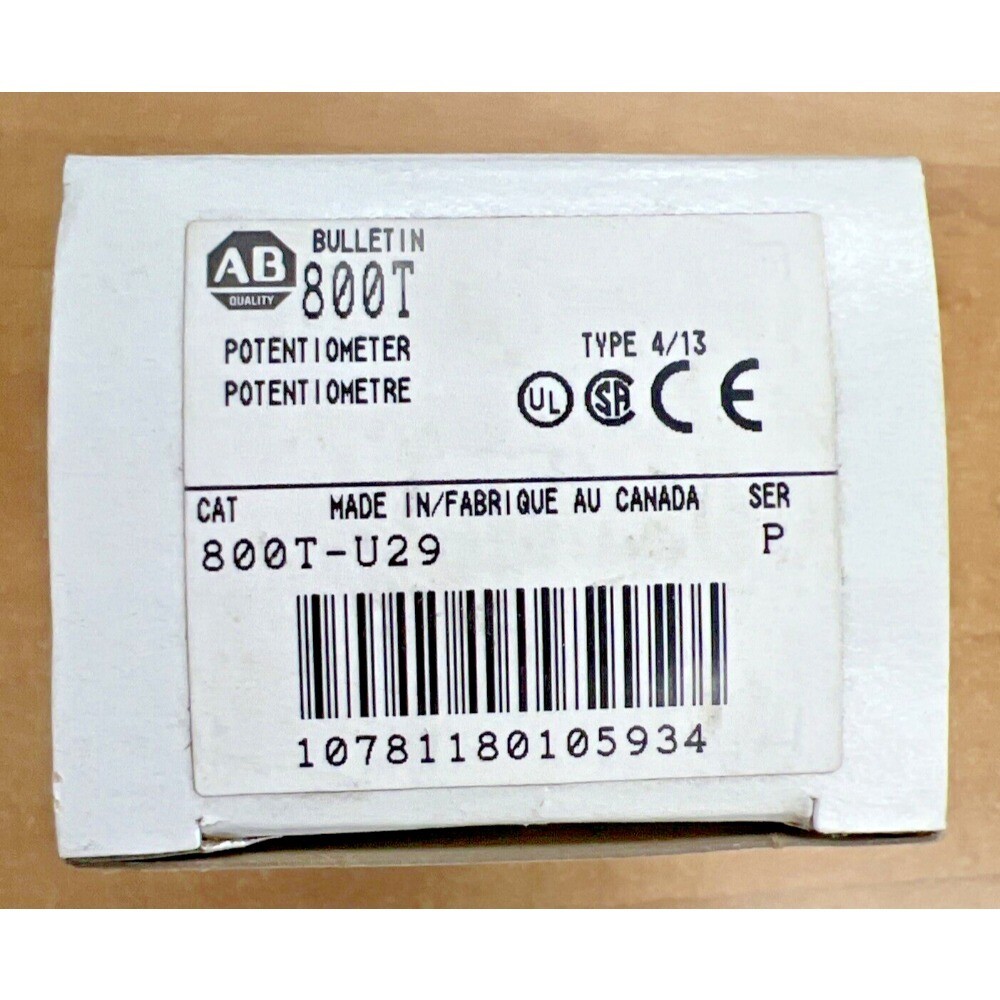 AB
QUALITY
BULLETIN
800T
POTENTIOMETER
POTENTIOMETRE
TYPE 4/13
UL SA CE
CAT MADE IN/FABRIQUE AU CANADA SER
800T-U29 P
10781180105934